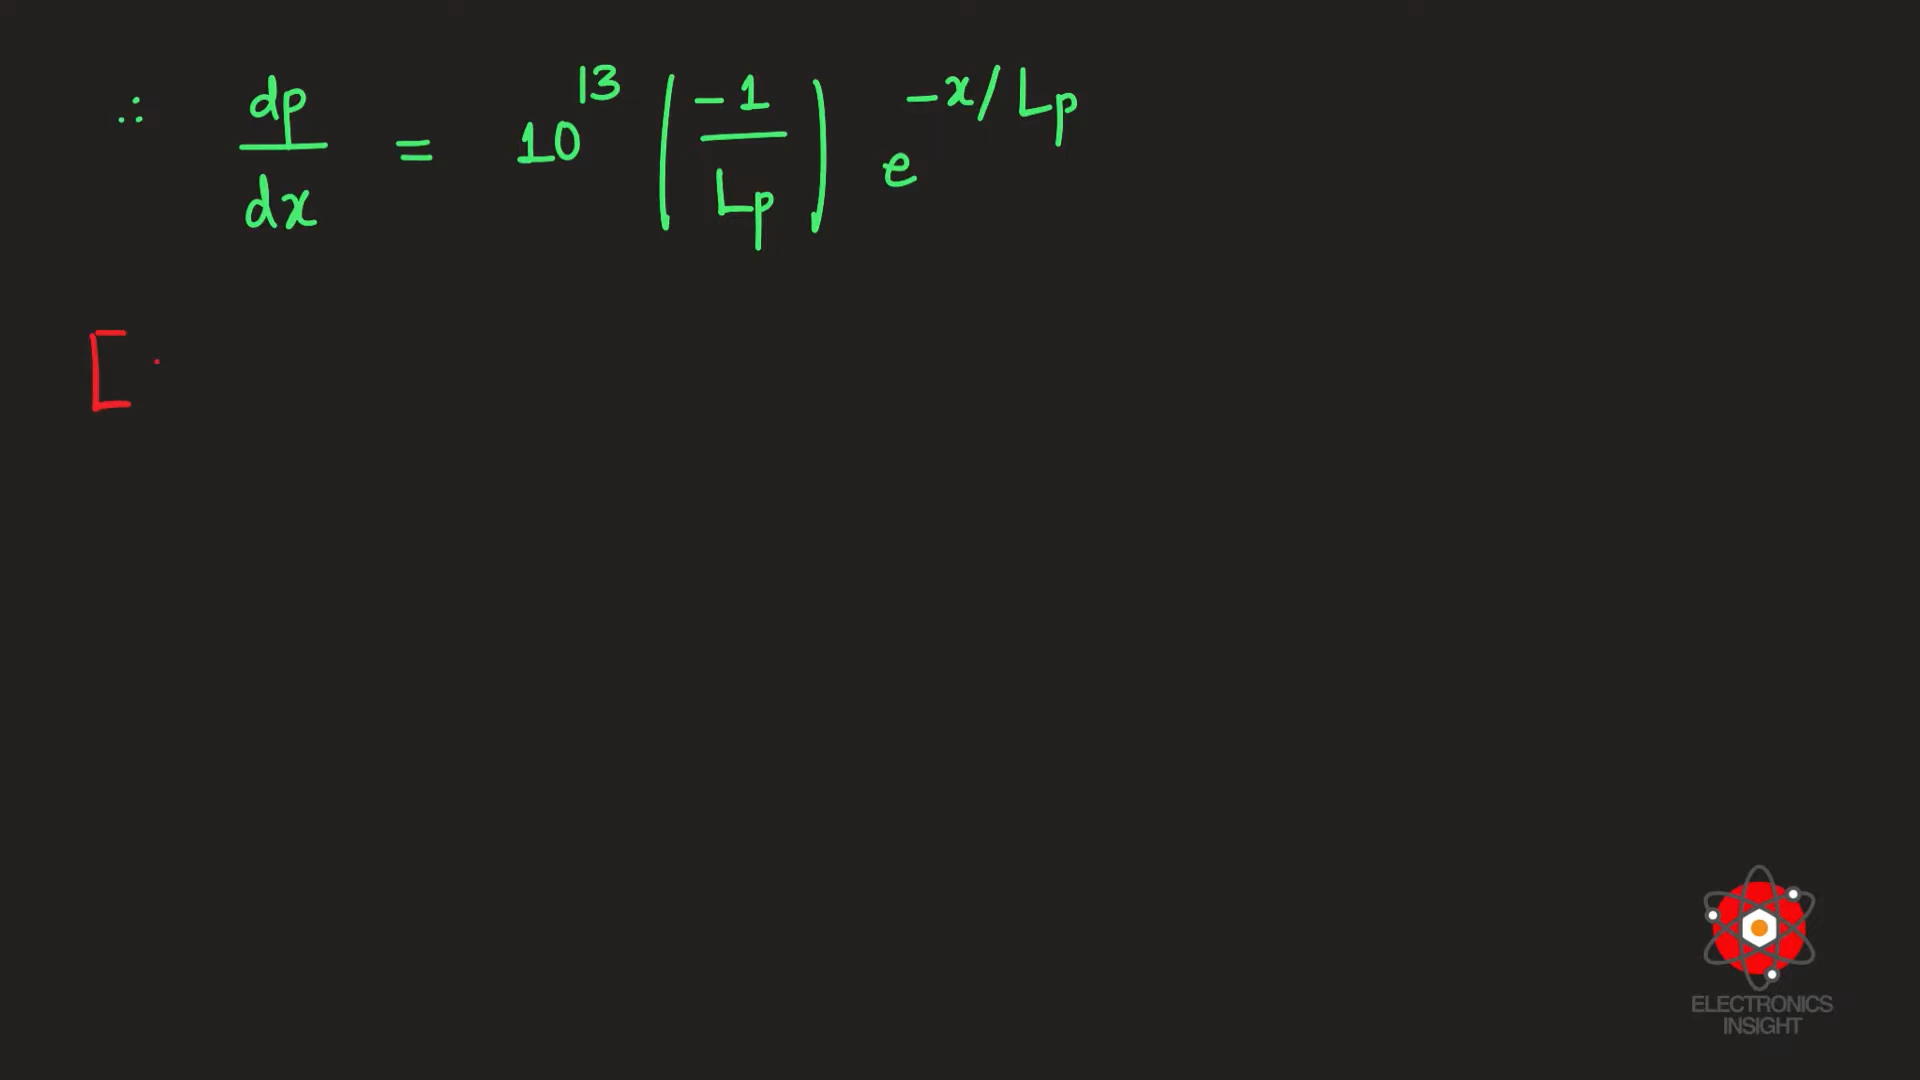 ∴ dp/dx = 10^13 (-1/Lp) e^-x/Lp
[
ELECTRONICS
INSIGHT